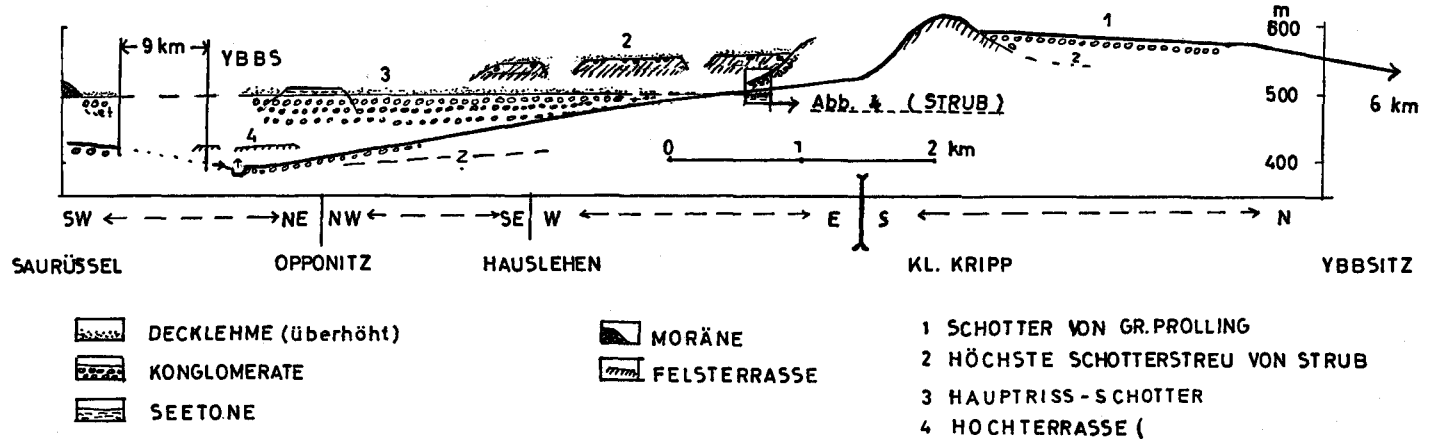 m
600
500
400
9 km
YBBS
1
2
3
4
2
Abb. 4 (STRUB)
6 km
0 1 2 km
SW NE NW SE W E S N
SAURÜSSEL OPPONITZ HAUSLEHEN KL. KRIPP YBBSITZ
DECKLEHME (überhöht)
KONGLOMERATE
SEETONE
MORÄNE
FELSTERRASSE
1 SCHOTTER VON GR. PROLLING
2 HÖCHSTE SCHOTTERSTREU VON STRUB
3 HAUPTRISS-SCHOTTER
4 HOCHTERRASSE (